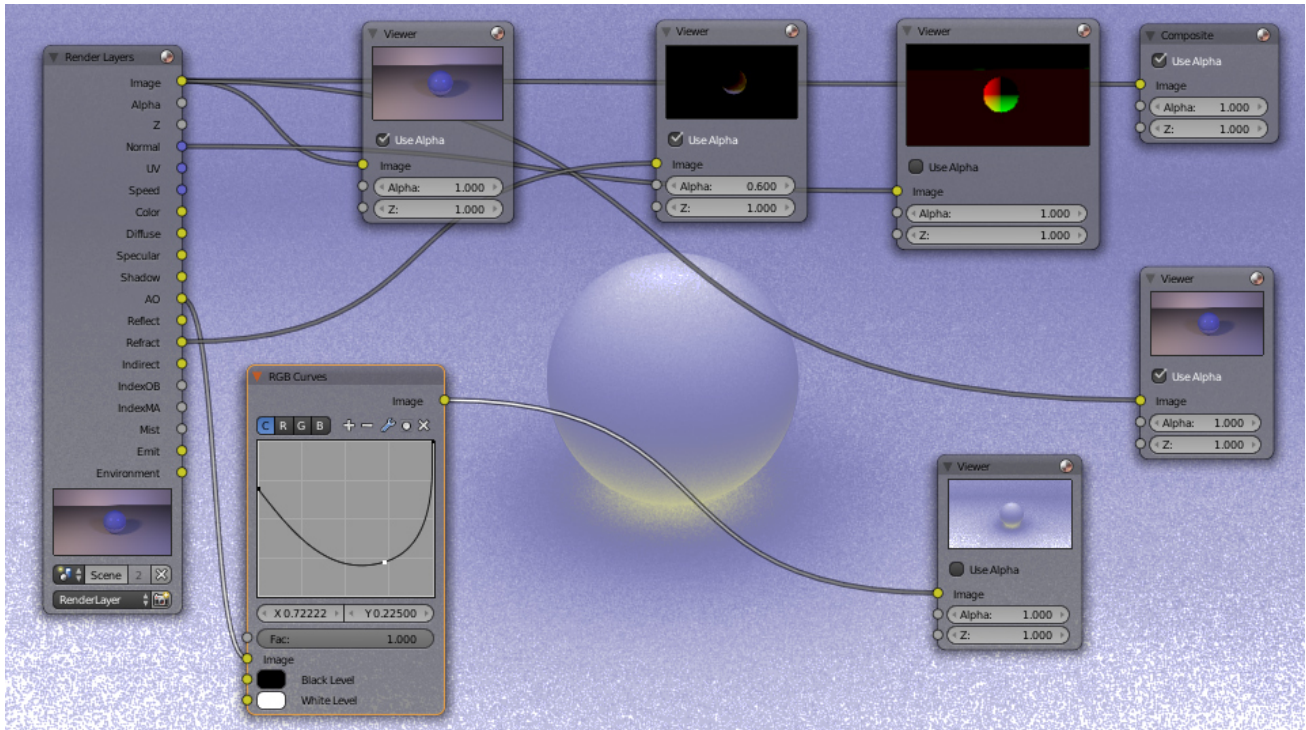 Render Layers
Image
Alpha
Z
Normal
UV
Speed
Color
Diffuse
Specular
Shadow
AO
Reflect
Refract
Indirect
IndexOB
IndexMA
Mist
Emit
Environment
Scene 2
RenderLayer
Viewer
Use Alpha
Image
Alpha: 1.000
Z: 1.000
Viewer
Use Alpha
Image
Alpha: 0.600
Z: 1.000
Viewer
Use Alpha
Image
Alpha: 1.000
Z: 1.000
Composite
Use Alpha
Image
Alpha: 1.000
Z: 1.000
RGB Curves
Image
C R G B
X 0.72222 Y 0.22500
Fac: 1.000
Image
Black Level
White Level
Viewer
Use Alpha
Image
Alpha: 1.000
Z: 1.000
Viewer
Use Alpha
Image
Alpha: 1.000
Z: 1.000